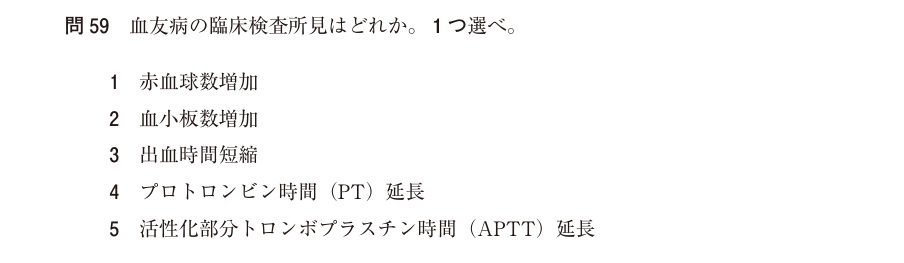 問 59　血友病の臨床検査所見はどれか。1つ選べ。
1　赤血球数増加
2　血小板数増加
3　出血時間短縮
4　プロトロンビン時間（PT）延長
5　活性化部分トロンボプラスチン時間（APTT）延長